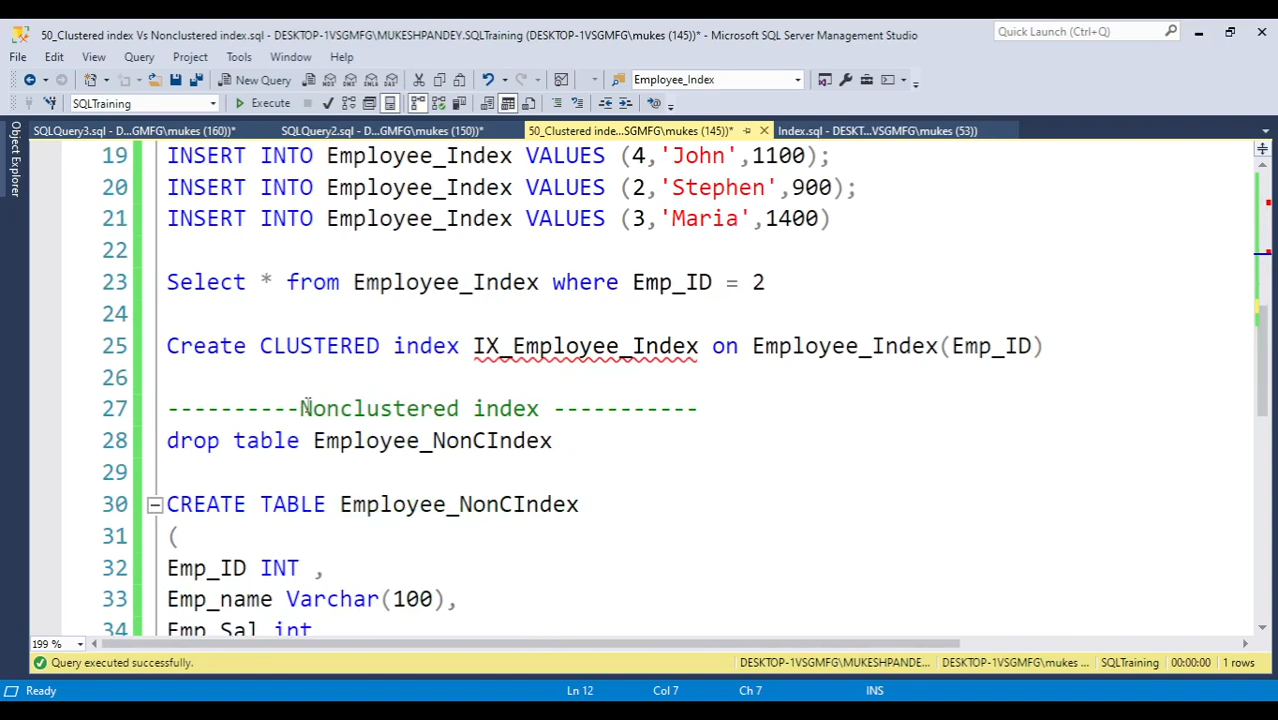 50_Clustered index Vs Nonclustered index.sql - DESKTOP-1VSGMFG\MUKESHPANDEY.SQLTraining (DESKTOP-1VSGMFG\mukes (145))* - Microsoft SQL Server Management Studio
Quick Launch (Ctrl+Q)
File Edit View Query Project Tools Window Help
New Query
Employee_Index
SQLTraining
Execute
SQLQuery3.sql - D...GMFG\mukes (160))*
SQLQuery2.sql - D...GMFG\mukes (150))*
50_Clustered inde...SGMFG\mukes (145))*
Index.sql - DESKT...VSGMFG\mukes (53))
Object Explorer
19 INSERT INTO Employee_Index VALUES (4,'John',1100);
20 INSERT INTO Employee_Index VALUES (2,'Stephen',900);
21 INSERT INTO Employee_Index VALUES (3,'Maria',1400)
22
23 Select * from Employee_Index where Emp_ID = 2
24
25 Create CLUSTERED index IX_Employee_Index on Employee_Index(Emp_ID)
26
27 ----------Nonclustered index -----------
28 drop table Employee_NonCIndex
29
30 CREATE TABLE Employee_NonCIndex
31 (
32 Emp_ID INT ,
33 Emp_name Varchar(100),
34 Emp_Sal int
199 %
Query executed successfully.
DESKTOP-1VSGMFG\MUKESHPANDE... DESKTOP-1VSGMFG\mukes ... SQLTraining 00:00:00 1 rows
Ready Ln 12 Col 7 Ch 7 INS